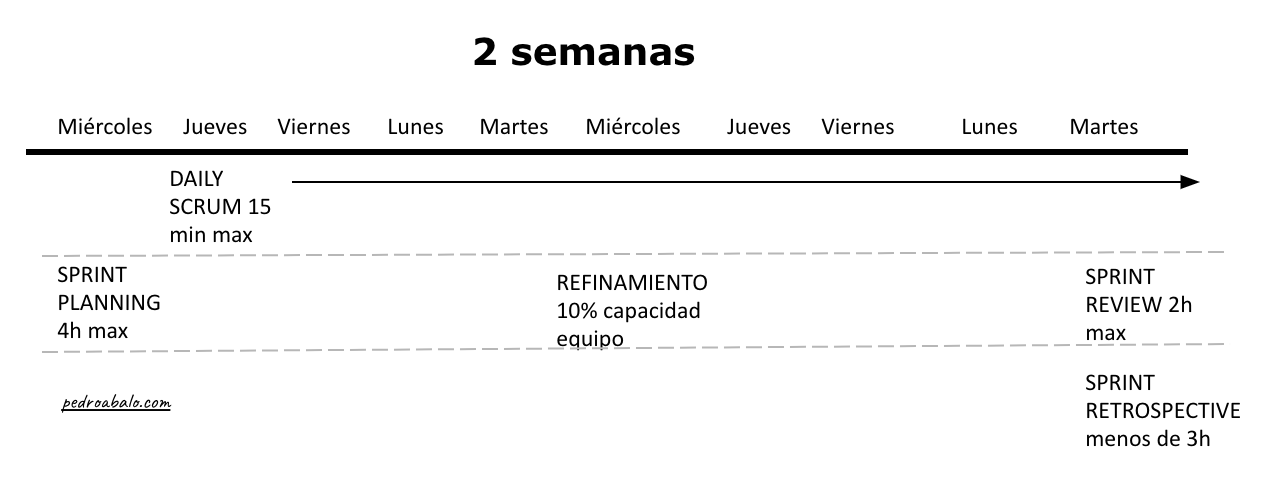 2 semanas
Miércoles Jueves Viernes Lunes Martes Miércoles Jueves Viernes Lunes Martes
DAILY
SCRUM 15
min max
SPRINT
PLANNING
4h max
REFINAMIENTO
10% capacidad
equipo
SPRINT
REVIEW 2h
max
SPRINT
RETROSPECTIVE
menos de 3h
pedroabalo.com